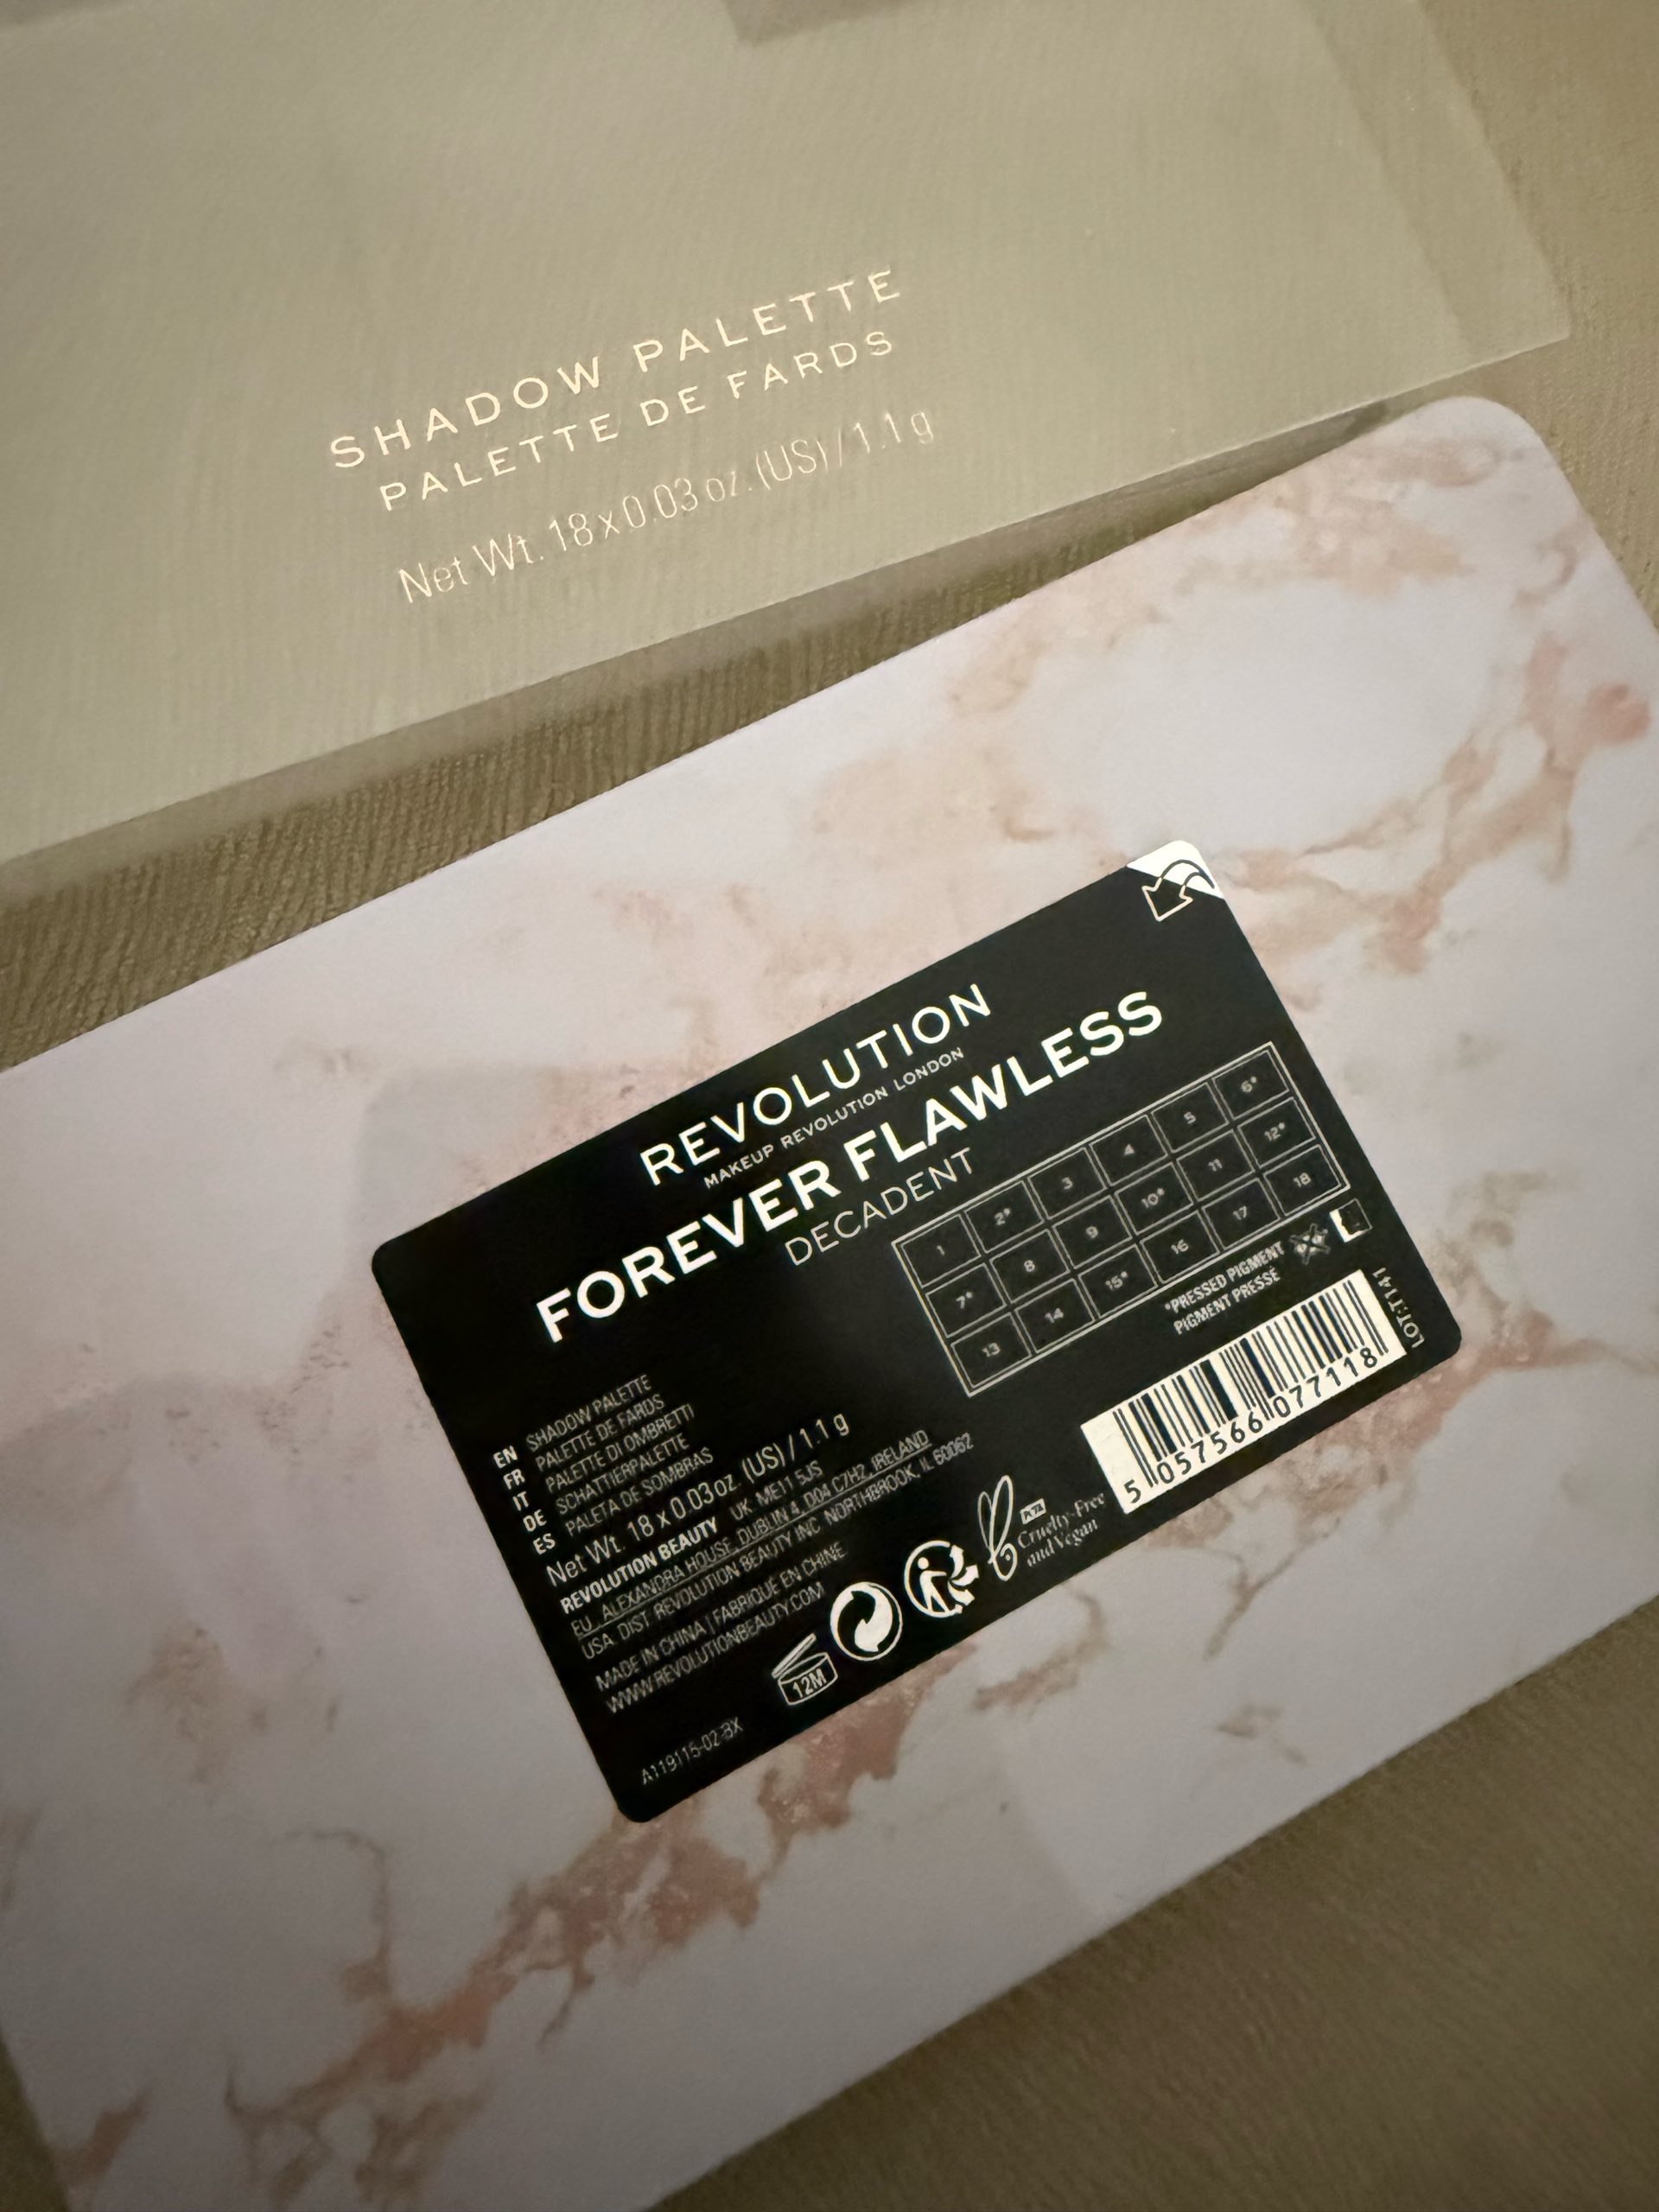 SHADOW PALETTE
PALETTE DE FARDS
Net Wt. 18 x 0.03 oz. (US) / 1.1 g
REVOLUTION
MAKEUP REVOLUTION LONDON
FOREVER FLAWLESS
DECADENT
1 2* 3 4 5 6*
7* 8 9 10* 11 12*
13 14 15* 16 17 18
*PRESSED PIGMENT
PIGMENT PRESSÉ
LOT:T141
5 057566 077118
EN SHADOW PALETTE
FR PALETTE DE FARDS
IT PALETTE DI OMBRETTI
DE SCHATTIERPALETTE
ES PALETA DE SOMBRAS
Net Wt. 18 x 0.03oz. (US) / 1.1 g
REVOLUTION BEAUTY UK. ME11 5JS
EU. ALEXANDRA HOUSE, DUBLIN 4, D04 C7H2, IRELAND
USA. DIST. REVOLUTION BEAUTY INC. NORTHBROOK, IL 60062
MADE IN CHINA | FABRIQUÉ EN CHINE
WWW.REVOLUTIONBEAUTY.COM
12M
PETA
Cruelty-Free
and Vegan
A119115-02-BX